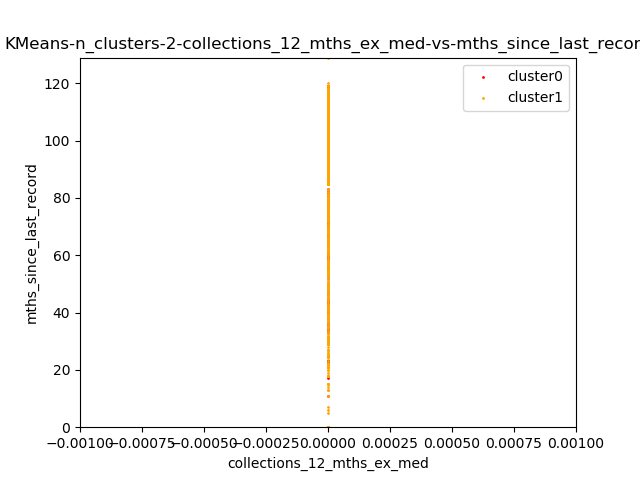 KMeans-n_clusters-2-collections_12_mths_ex_med-vs-mths_since_last_recor
cluster0
cluster1
120
100
80
60
40
20
0
mths_since_last_record
−0.00100 −0.00075 −0.00050 −0.00025 0.00000 0.00025 0.00050 0.00075 0.00100
collections_12_mths_ex_med